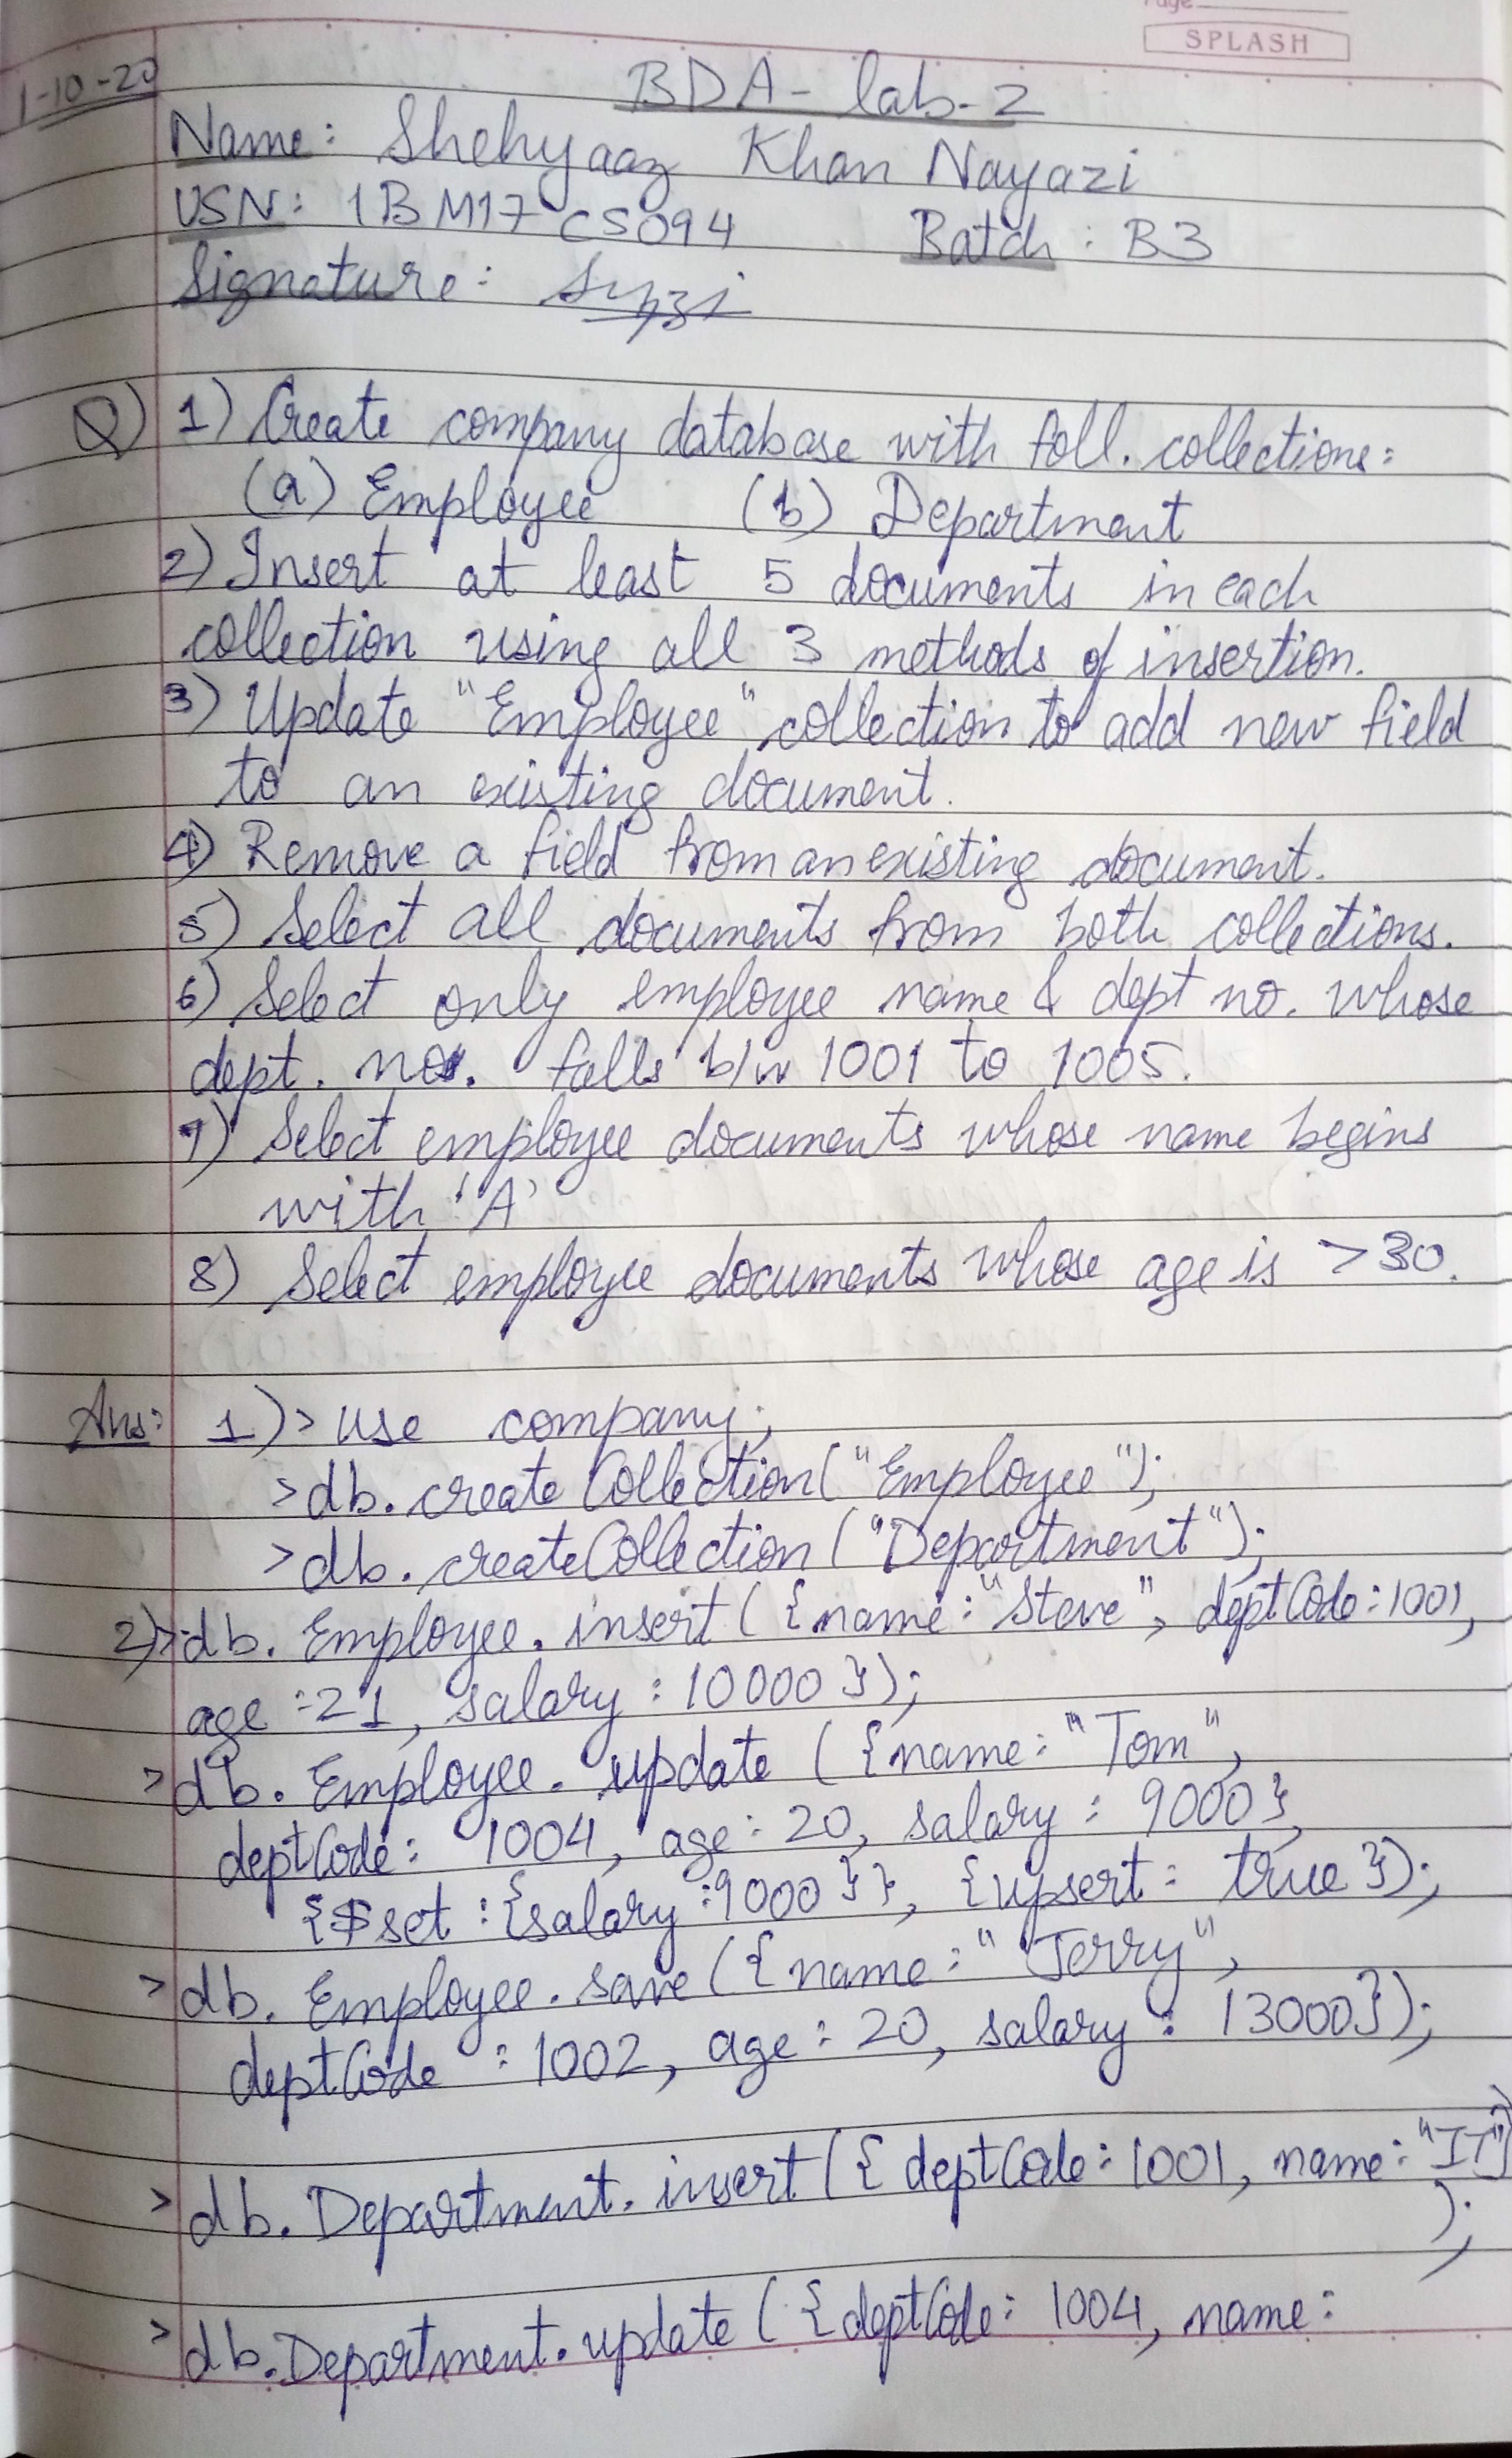 Page
SPLASH
1-10-20
BDA - lab - 2
Name: Shehyaaz Khan Nayazi
USN: 1BM17CS094 Batch : B3
Signature:
Q) 1) Create company database with foll. collections:
(a) Employee (b) Department
2) Insert at least 5 documents in each
collection using all 3 methods of insertion.
3) Update "Employee" collection to add new field
to an existing document.
4) Remove a field from an existing document.
5) Select all documents from both collections.
6) Select only employee name & dept no. whose
dept. no. falls b/w 1001 to 1005.
7) Select employee documents whose name begins
with 'A'
8) Select employee documents whose age is >30.
Ans: 1) > use company;
> db.createCollection("Employee");
> db.createCollection("Department");
2) > db.Employee.insert({name:"Steve", deptCode:1001,
age:21, salary:10000});
> db.Employee.update({name:"Tom",
deptCode: 1004, age:20, salary: 9000},
{$set:{salary:9000}}, {upsert: true});
> db.Employee.save({name:"Jerry",
deptCode:1002, age:20, salary: 13000});
> db.Department.insert({deptCode:1001, name:"IT"}
);
> db.Department.update({deptCode: 1004, name: